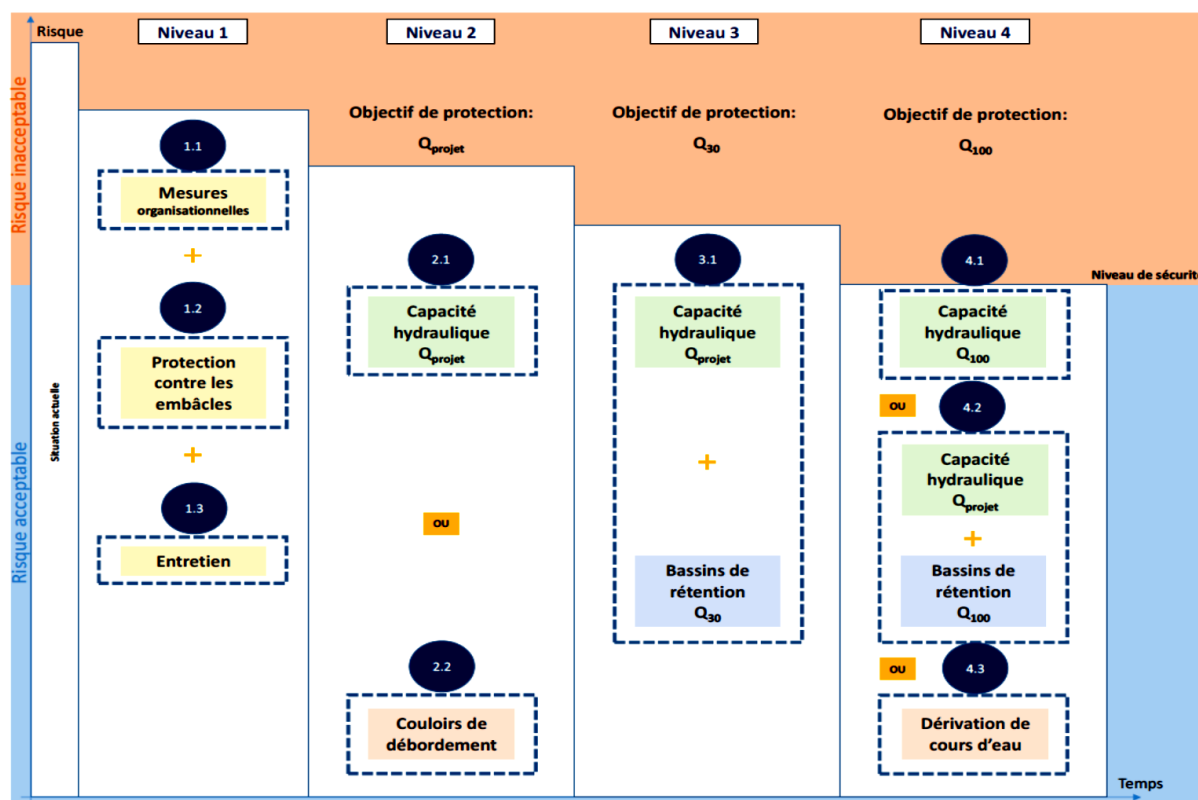 Risque
Niveau 1
Niveau 2
Niveau 3
Niveau 4
Risque inacceptable
Risque acceptable
Situation actuelle
1.1
Mesures
organisationnelles
+
1.2
Protection
contre les
embâcles
+
1.3
Entretien
Objectif de protection:
Qprojet
2.1
Capacité
hydraulique
Qprojet
OU
2.2
Couloirs de
débordement
Objectif de protection:
Q30
3.1
Capacité
hydraulique
Qprojet
+
Bassins de
rétention
Q30
Objectif de protection:
Q100
4.1
Capacité
hydraulique
Q100
OU
4.2
Capacité
hydraulique
Qprojet
+
Bassins de
rétention
Q100
OU
4.3
Dérivation de
cours d'eau
Niveau de sécurité
Temps